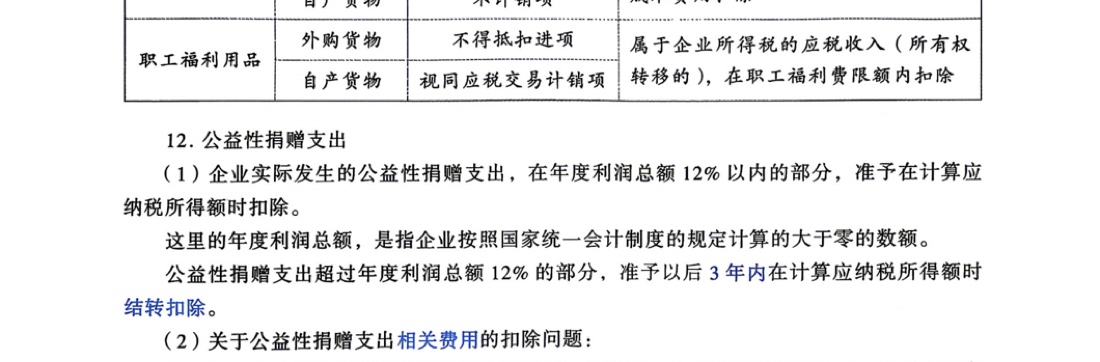 自产货物
不计销项
职工福利用品
外购货物
不得抵扣进项
自产货物
视同应税交易计销项
属于企业所得税的应税收入（所有权
转移的），在职工福利费限额内扣除
12. 公益性捐赠支出
（1）企业实际发生的公益性捐赠支出，在年度利润总额 12% 以内的部分，准予在计算应
纳税所得额时扣除。
这里的年度利润总额，是指企业按照国家统一会计制度的规定计算的大于零的数额。
公益性捐赠支出超过年度利润总额 12% 的部分，准予以后 3 年内在计算应纳税所得额时
结转扣除。
（2）关于公益性捐赠支出相关费用的扣除问题：